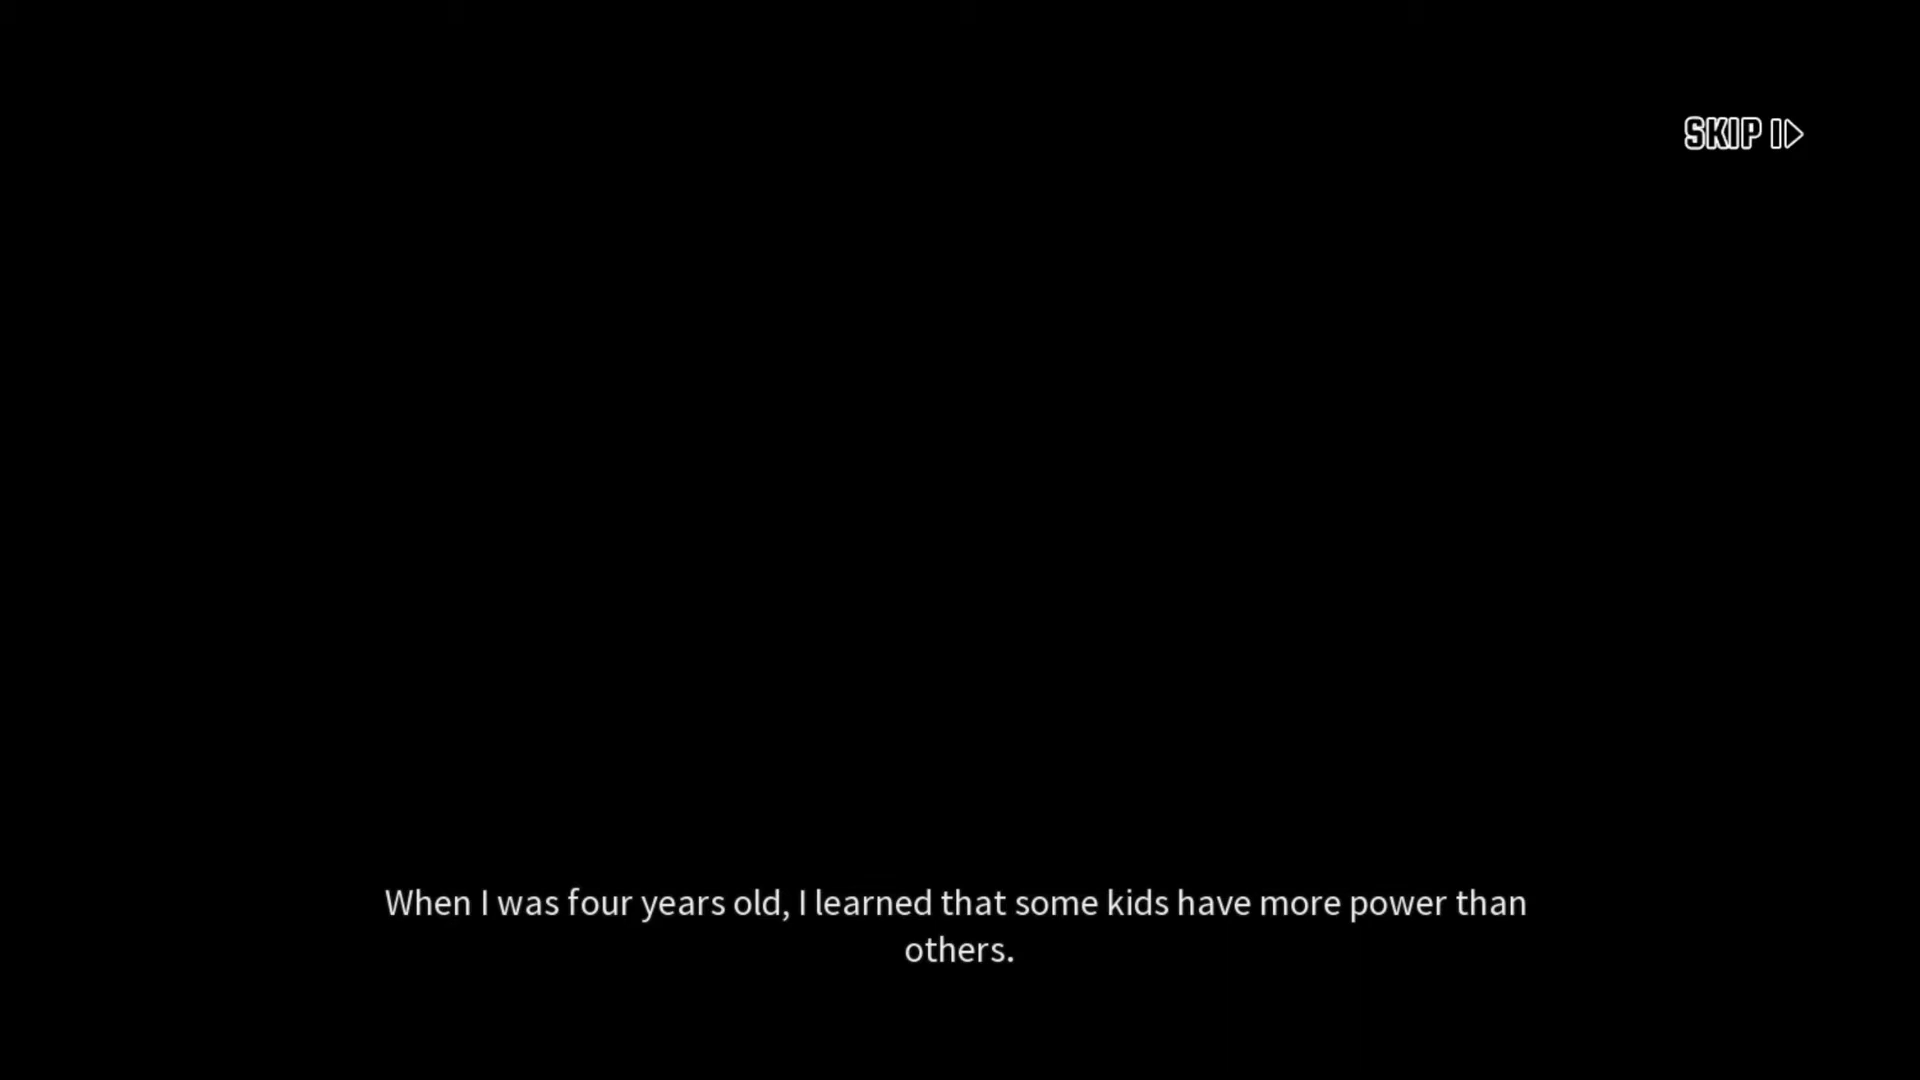 SKIP
When I was four years old, I learned that some kids have more power than
others.